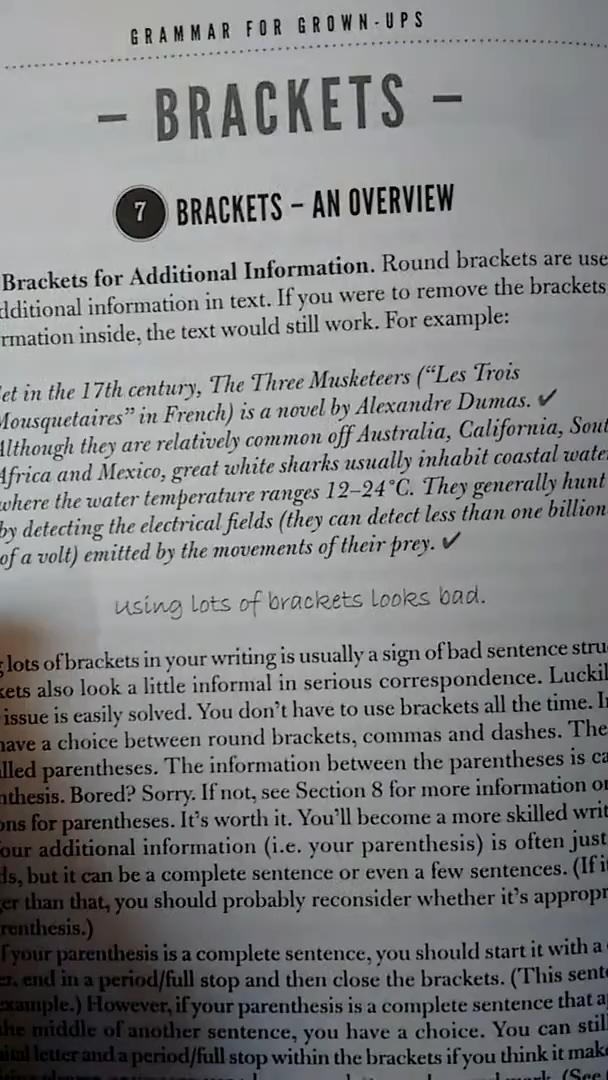 GRAMMAR FOR GROWN-UPS
– BRACKETS –
7 BRACKETS – AN OVERVIEW
Brackets for Additional Information. Round brackets are use
dditional information in text. If you were to remove the brackets
rmation inside, the text would still work. For example:
et in the 17th century, The Three Musketeers (“Les Trois
Mousquetaires” in French) is a novel by Alexandre Dumas. ✓
Although they are relatively common off Australia, California, Sout
Africa and Mexico, great white sharks usually inhabit coastal wate
where the water temperature ranges 12–24°C. They generally hunt
by detecting the electrical fields (they can detect less than one billion
of a volt) emitted by the movements of their prey. ✓
using lots of brackets looks bad.
g lots of brackets in your writing is usually a sign of bad sentence stru
kets also look a little informal in serious correspondence. Luckil
issue is easily solved. You don’t have to use brackets all the time. I
have a choice between round brackets, commas and dashes. The
lled parentheses. The information between the parentheses is ca
nthesis. Bored? Sorry. If not, see Section 8 for more information o
ons for parentheses. It’s worth it. You’ll become a more skilled writ
our additional information (i.e. your parenthesis) is often just
ds, but it can be a complete sentence or even a few sentences. (If i
er than that, you should probably reconsider whether it’s appropr
renthesis.)
f your parenthesis is a complete sentence, you should start it with a
er, end in a period/full stop and then close the brackets. (This sent
example.) However, if your parenthesis is a complete sentence that a
the middle of another sentence, you have a choice. You can stil
ital letter and a period/full stop within the brackets if you think it mak
(See